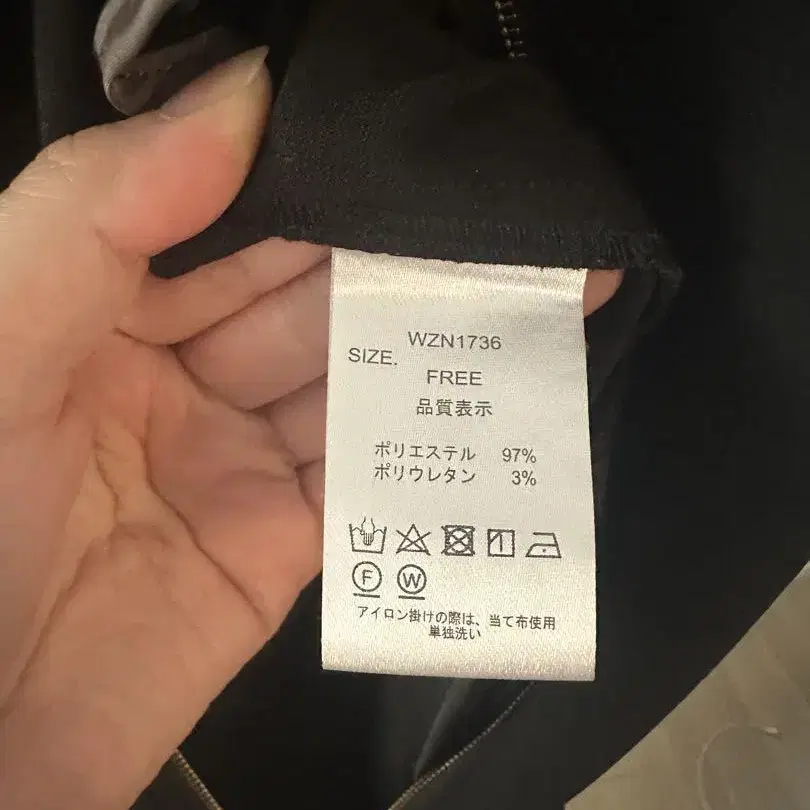 WZN1736
SIZE.
FREE
品質表示
ポリエステル 97%
ポリウレタン 3%
F W
アイロン掛けの際は、当て布使用
単独洗い